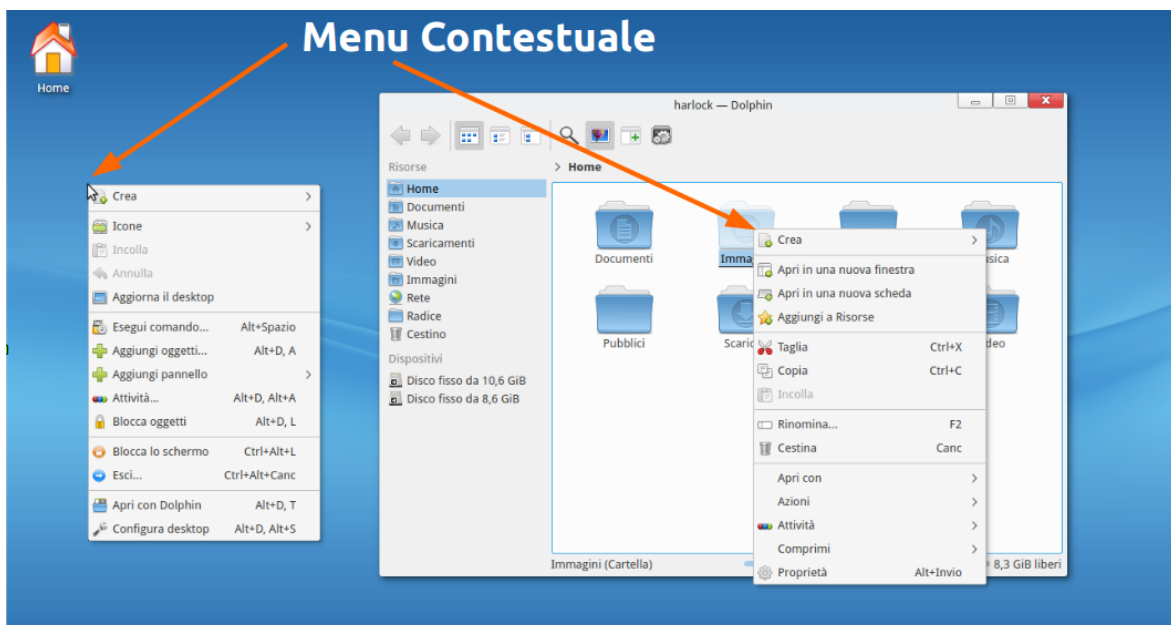 Menu Contestuale
Home
Crea
Icone
Incolla
Annulla
Aggiorna il desktop
Esegui comando... Alt+Spazio
Aggiungi oggetti... Alt+D, A
Aggiungi pannello
Attività... Alt+D, Alt+A
Blocca oggetti Alt+D, L
Blocca lo schermo Ctrl+Alt+L
Esci... Ctrl+Alt+Canc
Apri con Dolphin Alt+D, T
Configura desktop Alt+D, Alt+S
harlock — Dolphin
Risorse
Home
Documenti
Musica
Scaricamenti
Video
Immagini
Rete
Radice
Cestino
Dispositivi
Disco fisso da 10,6 GiB
Disco fisso da 8,6 GiB
> Home
Documenti
Pubblici
Crea
Apri in una nuova finestra
Apri in una nuova scheda
Aggiungi a Risorse
Taglia Ctrl+X
Copia Ctrl+C
Incolla
Rinomina... F2
Cestina Canc
Apri con
Azioni
Attività
Comprimi
Proprietà Alt+Invio
Immagini (Cartella)
8,3 GiB liberi